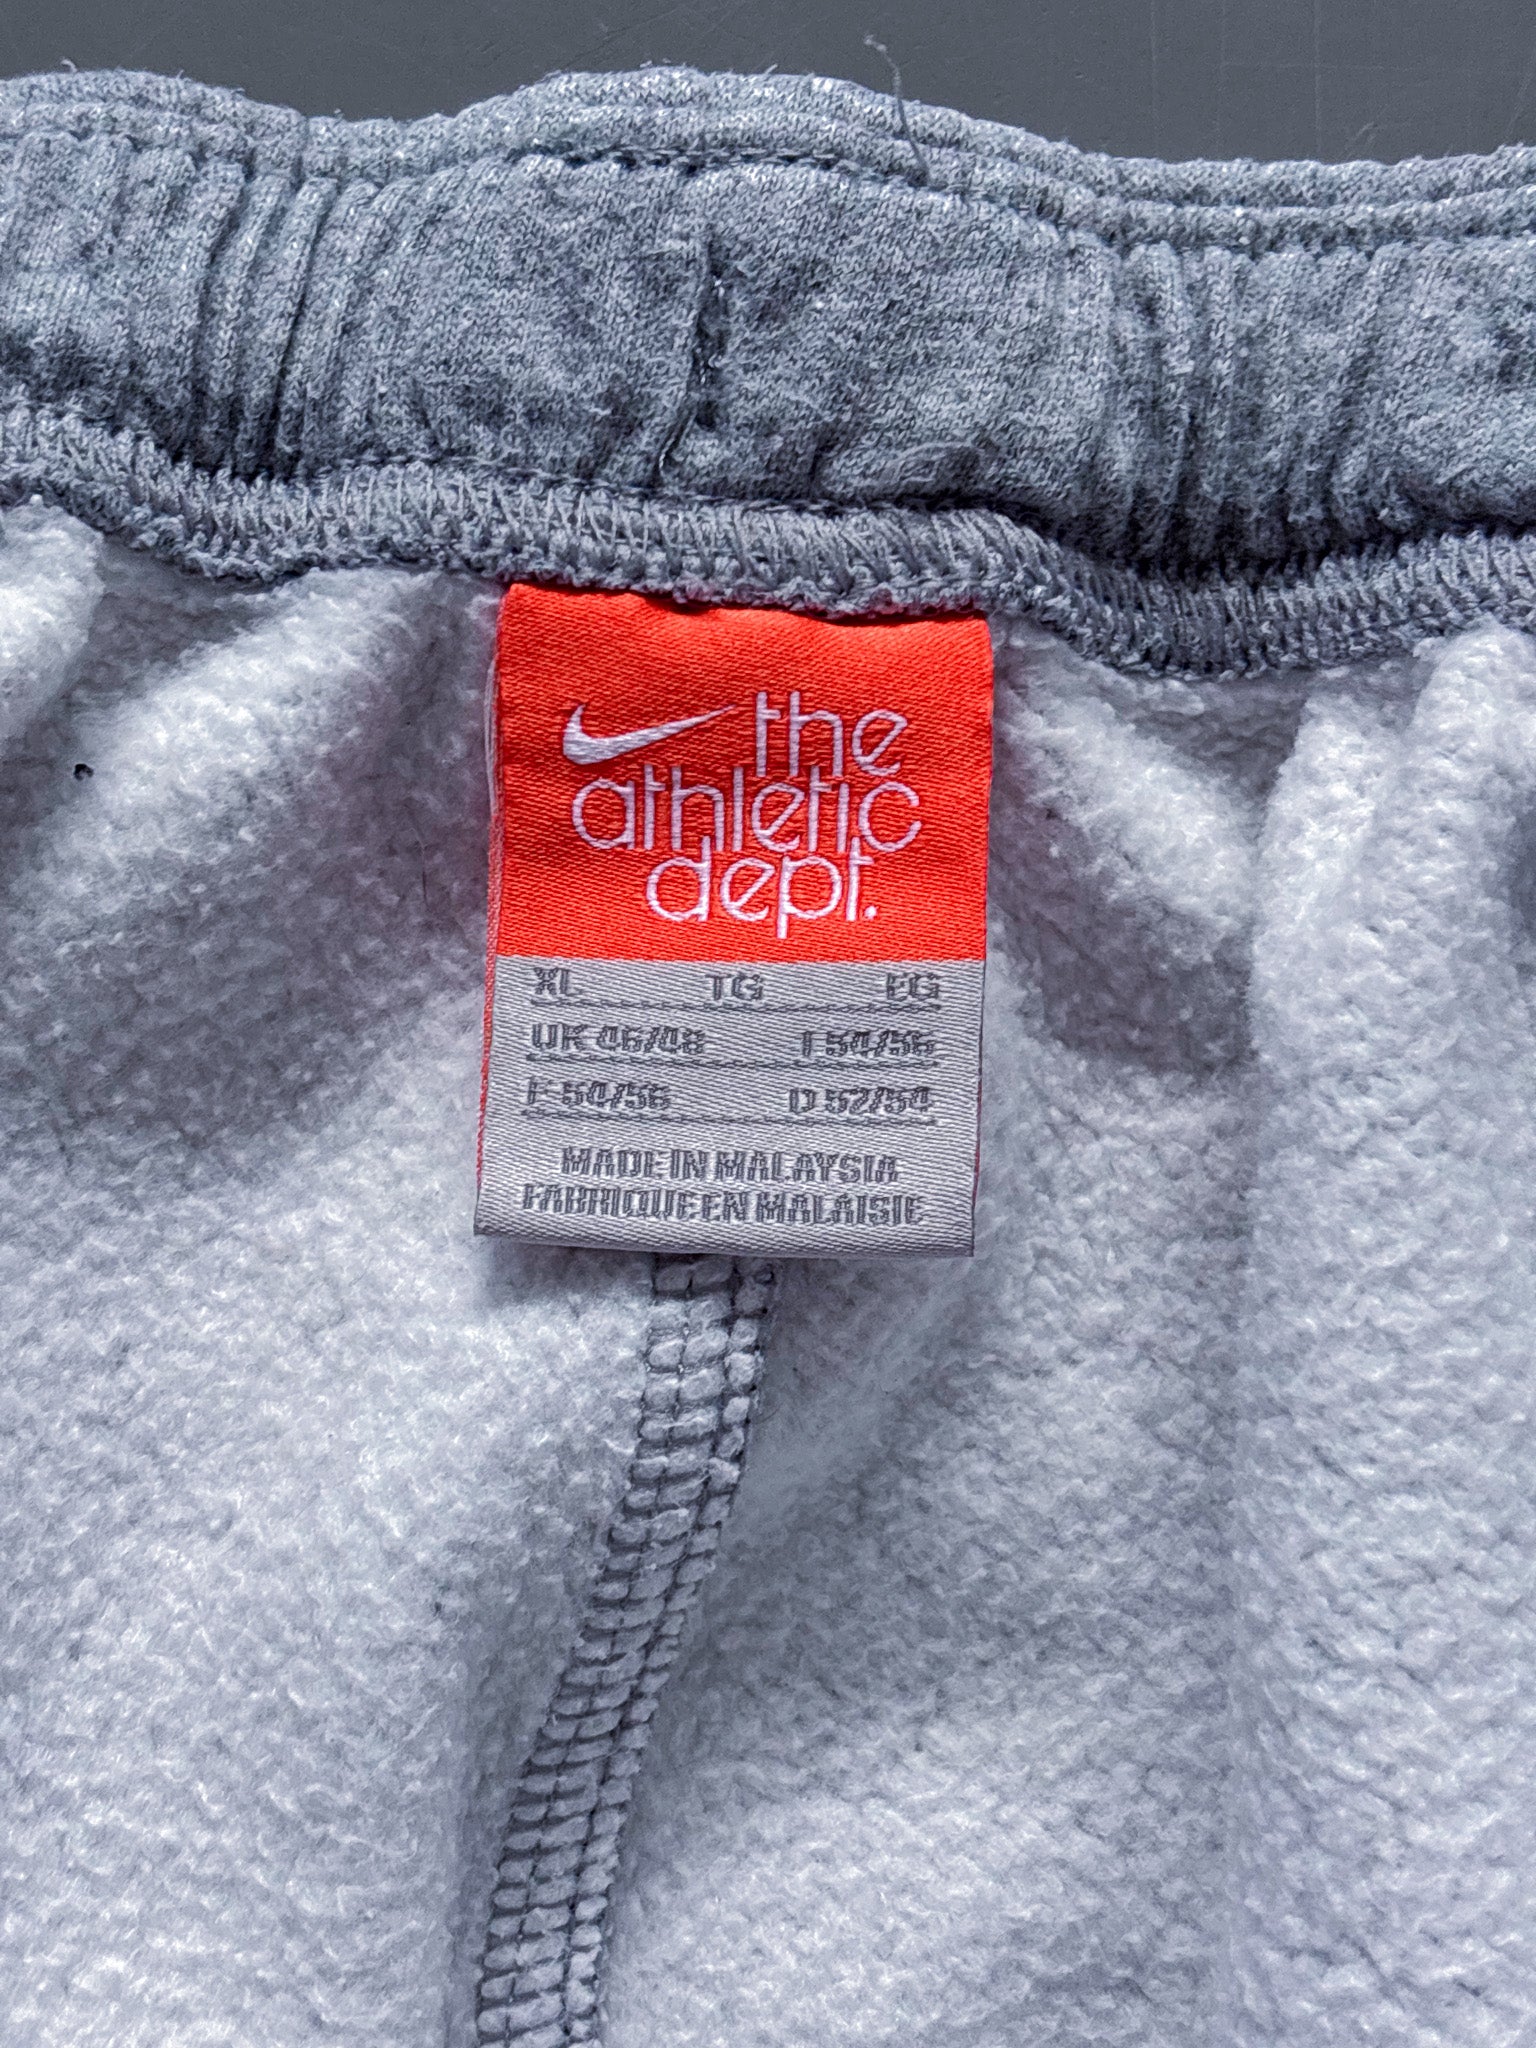 the
athletic
dept.
XL TG EG
UK 46/48 I 54/56
F 54/56 D 52/54
MADE IN MALAYSIA
FABRIQUE EN MALAISIE